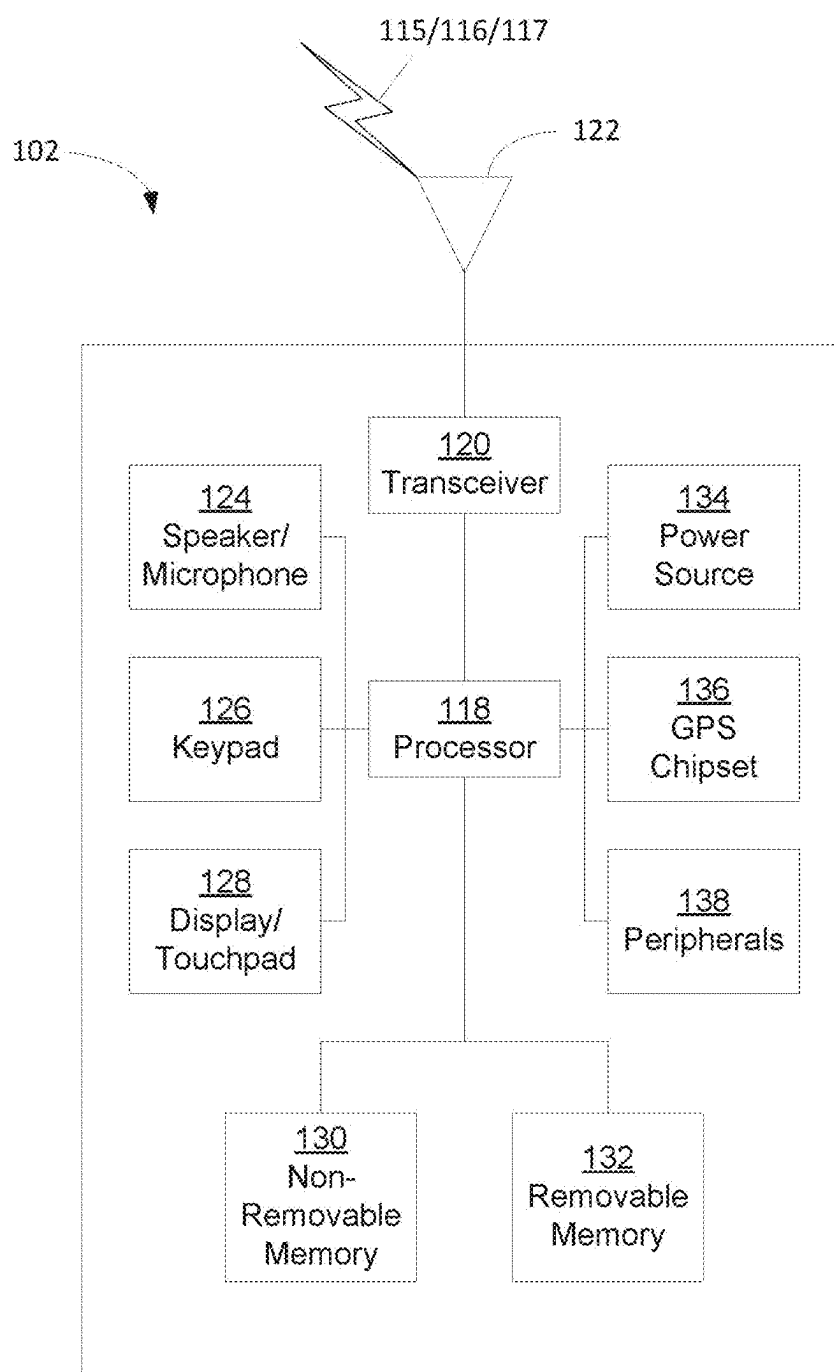 115/116/117
122
102
120
Transceiver
124
Speaker/
Microphone
134
Power
Source
126
Keypad
118
Processor
136
GPS
Chipset
128
Display/
Touchpad
138
Peripherals
130
Non-
Removable
Memory
132
Removable
Memory